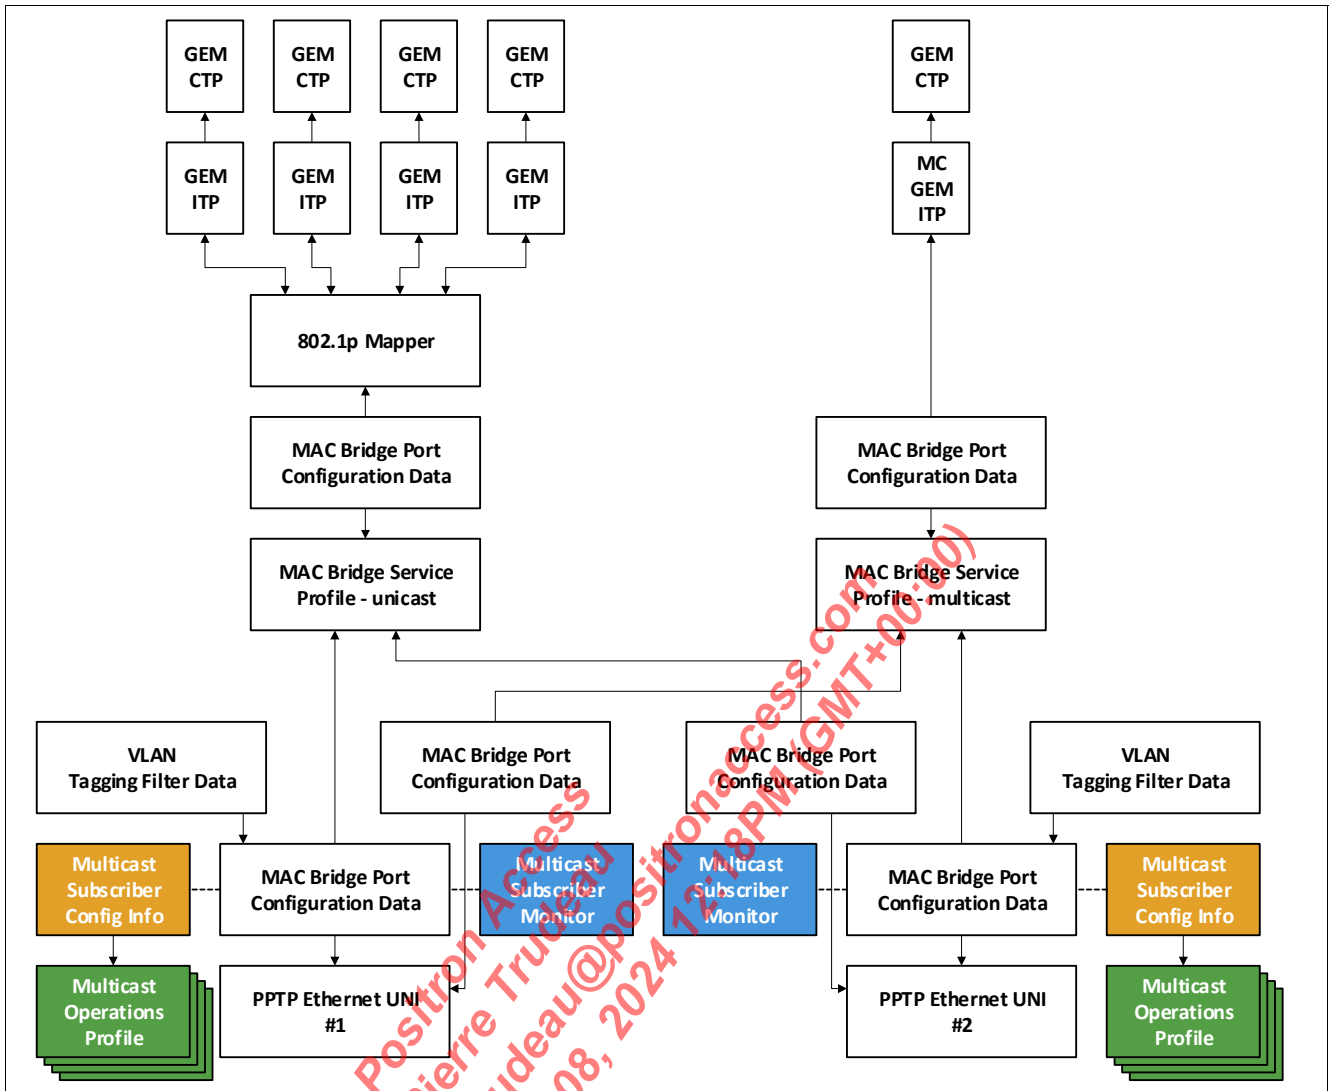 GEM
CTP
GEM
CTP
GEM
CTP
GEM
CTP
GEM
CTP
GEM
ITP
GEM
ITP
GEM
ITP
GEM
ITP
MC
GEM
ITP
802.1p Mapper
MAC Bridge Port
Configuration Data
MAC Bridge Port
Configuration Data
MAC Bridge Service
Profile - unicast
MAC Bridge Service
Profile - multicast
VLAN
Tagging Filter Data
MAC Bridge Port
Configuration Data
MAC Bridge Port
Configuration Data
VLAN
Tagging Filter Data
Multicast
Subscriber
Config Info
MAC Bridge Port
Configuration Data
Multicast
Subscriber
Monitor
Multicast
Subscriber
Monitor
MAC Bridge Port
Configuration Data
Multicast
Subscriber
Config Info
Multicast
Operations
Profile
PPTP Ethernet UNI
#1
PPTP Ethernet UNI
#2
Multicast
Operations
Profile
Positron Access
Pierre Trudeau
trudeau@positronaccess.com
08, 2024 12:18PM (GMT+00:00)